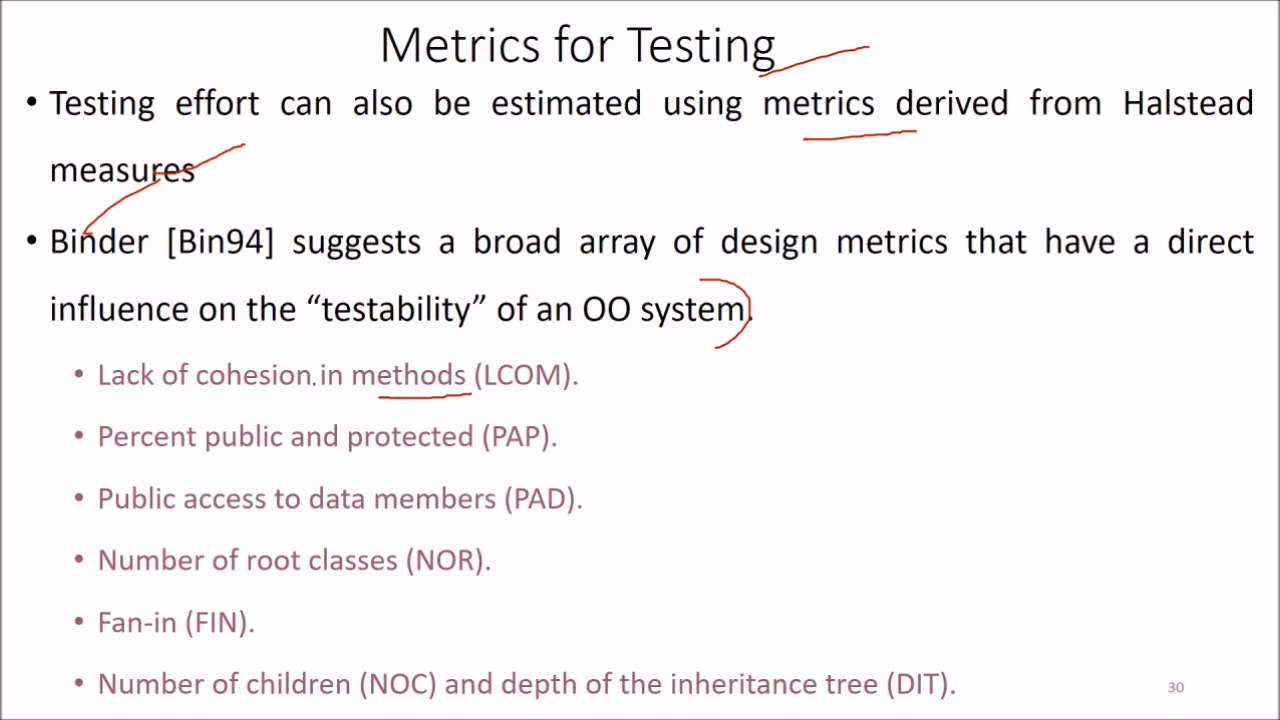 Metrics for Testing
• Testing effort can also be estimated using metrics derived from Halstead
measures
• Binder [Bin94] suggests a broad array of design metrics that have a direct
influence on the “testability” of an OO system.
• Lack of cohesion in methods (LCOM).
• Percent public and protected (PAP).
• Public access to data members (PAD).
• Number of root classes (NOR).
• Fan-in (FIN).
• Number of children (NOC) and depth of the inheritance tree (DIT).
30